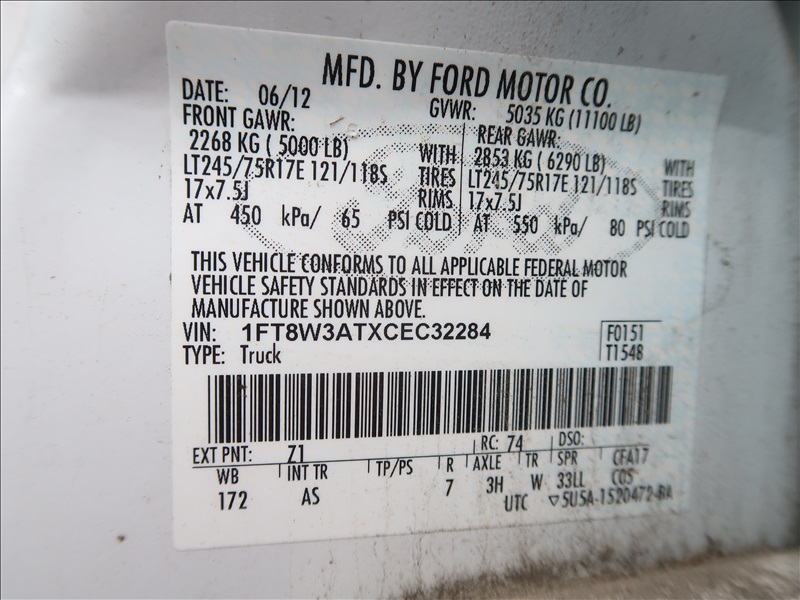 MFD. BY FORD MOTOR CO.
DATE: 06/12 GVWR: 5035 KG (11100 LB)
FRONT GAWR: REAR GAWR:
2268 KG ( 5000 LB) WITH 2853 KG ( 6290 LB) WITH
LT245/75R17E 121/118S TIRES LT245/75R17E 121/118S TIRES
17x7.5J RIMS 17x7.5J RIMS
AT 450 kPa/ 65 PSI COLD AT 550 kPa/ 80 PSI COLD
THIS VEHICLE CONFORMS TO ALL APPLICABLE FEDERAL MOTOR
VEHICLE SAFETY STANDARDS IN EFFECT ON THE DATE OF
MANUFACTURE SHOWN ABOVE.
VIN: 1FT8W3ATXCEC32284 F0151
TYPE: Truck T1548
EXT PNT: Z1 RC: 74 DSO:
WB INT TR TP/PS R AXLE TR SPR CFA17
172 AS 7 3H W 33LL COS
UTC ▽5U5A-1520472-BA